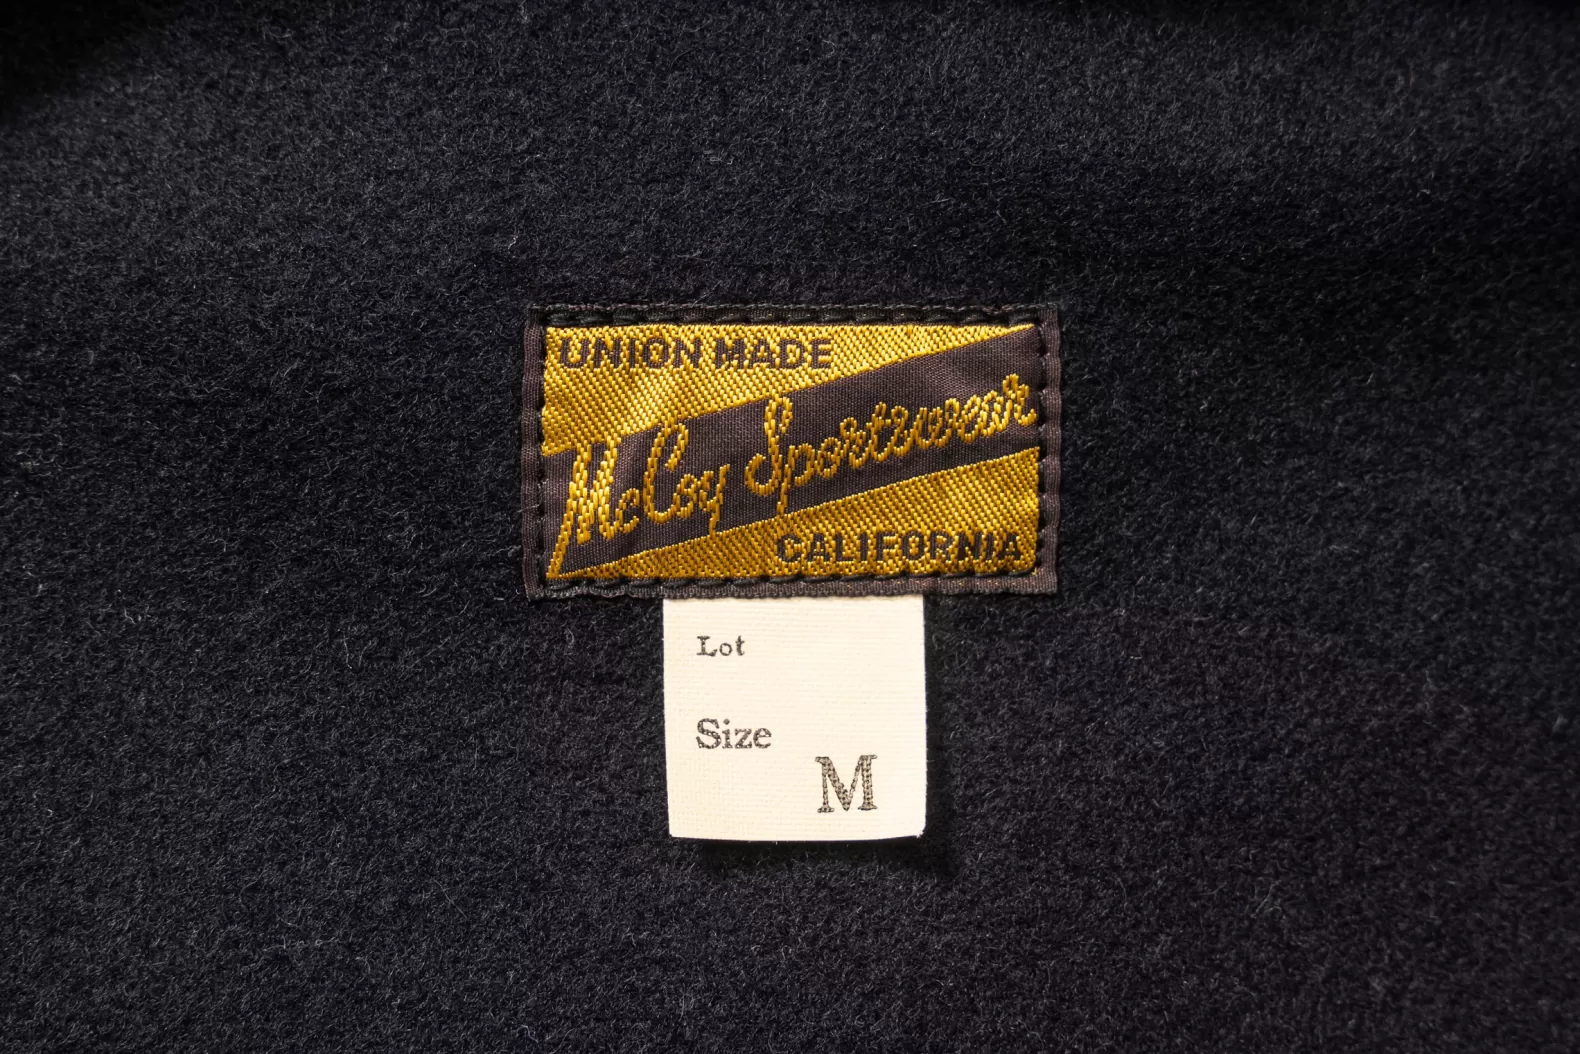 UNION MADE
McCoy Sportswear
CALIFORNIA
Lot
Size
M